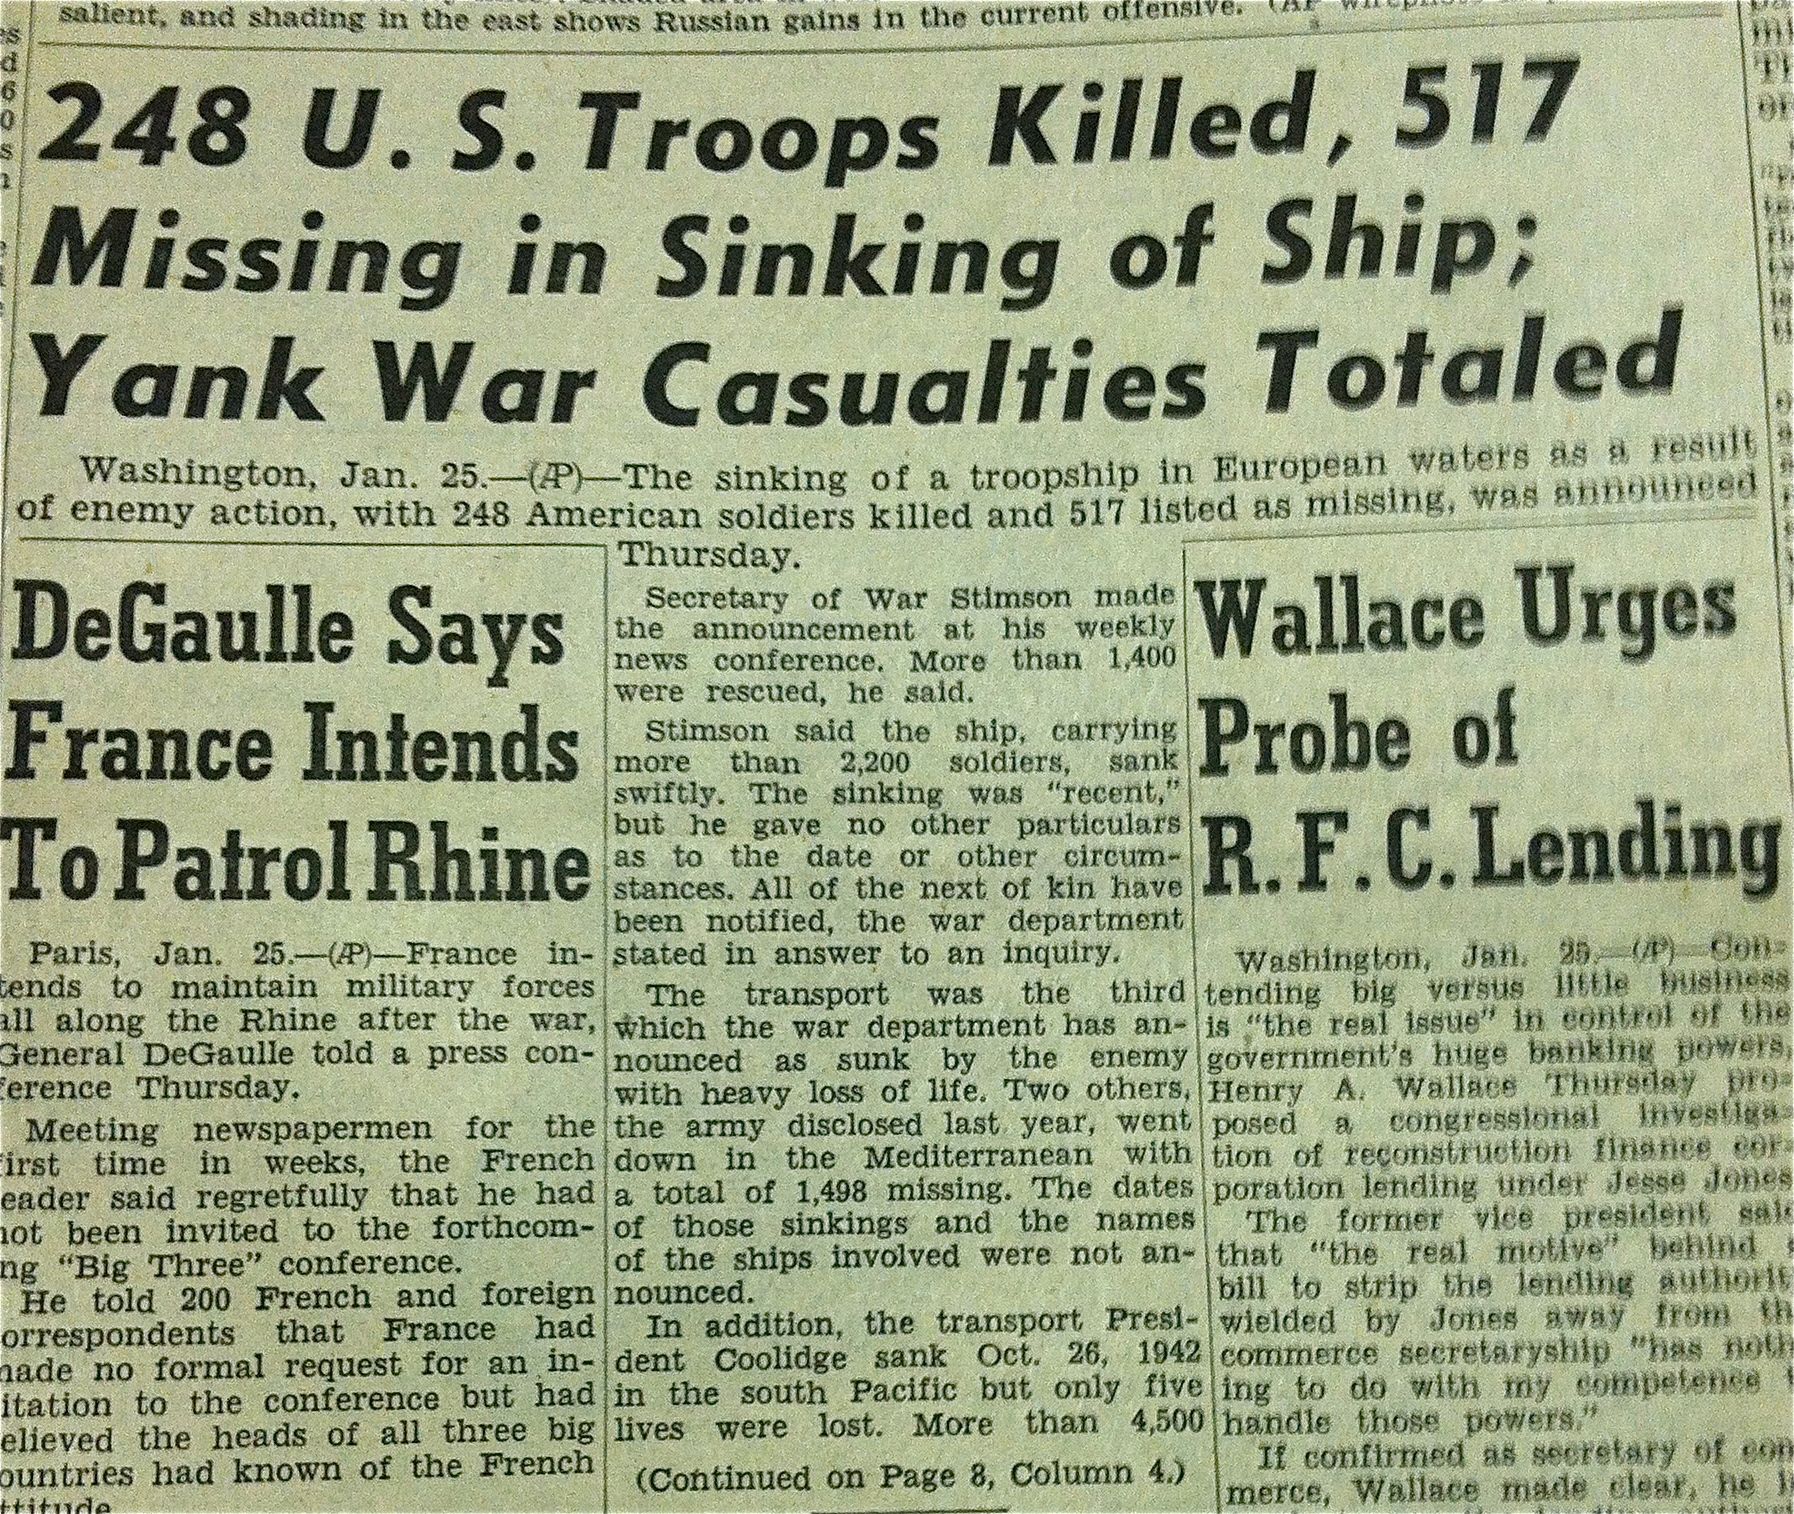 salient, and shading in the east shows Russian gains in the current offensive. (AP
248 U. S. Troops Killed, 517
Missing in Sinking of Ship;
Yank War Casualties Totaled
Washington, Jan. 25.—(AP)—The sinking of a troopship in European waters as a result
of enemy action, with 248 American soldiers killed and 517 listed as missing, was announced
Thursday.
Secretary of War Stimson made
the announcement at his weekly
news conference. More than 1,400
were rescued, he said.
Stimson said the ship, carrying
more than 2,200 soldiers, sank
swiftly. The sinking was "recent,"
but he gave no other particulars
as to the date or other circum-
stances. All of the next of kin have
been notified, the war department
stated in answer to an inquiry.
The transport was the third
which the war department has an-
nounced as sunk by the enemy
with heavy loss of life. Two others,
the army disclosed last year, went
down in the Mediterranean with
a total of 1,498 missing. The dates
of those sinkings and the names
of the ships involved were not an-
nounced.
In addition, the transport Presi-
dent Coolidge sank Oct. 26, 1942
in the south Pacific but only five
lives were lost. More than 4,500
(Continued on Page 8, Column 4.)
DeGaulle Says
France Intends
To Patrol Rhine
Paris, Jan. 25.—(AP)—France in-
tends to maintain military forces
all along the Rhine after the war,
General DeGaulle told a press con-
ference Thursday.
Meeting newspapermen for the
first time in weeks, the French
eader said regretfully that he had
not been invited to the forthcom-
ng "Big Three" conference.
He told 200 French and foreign
orrespondents that France had
made no formal request for an in-
itation to the conference but had
elieved the heads of all three big
ountries had known of the French
ttitude
Wallace Urges
Probe of
R. F. C. Lending
Washington, Jan. 25.—(AP)—Con-
tending big versus little business
is "the real issue" in control of the
government's huge banking powers,
Henry A. Wallace Thursday pro-
posed a congressional investiga-
tion of reconstruction finance cor-
poration lending under Jesse Jones
The former vice president said
that "the real motive" behind
bill to strip the lending authorit
wielded by Jones away from th
commerce secretaryship "has noth
ing to do with my competence t
handle those powers."
If confirmed as secretary of com
merce, Wallace made clear, he